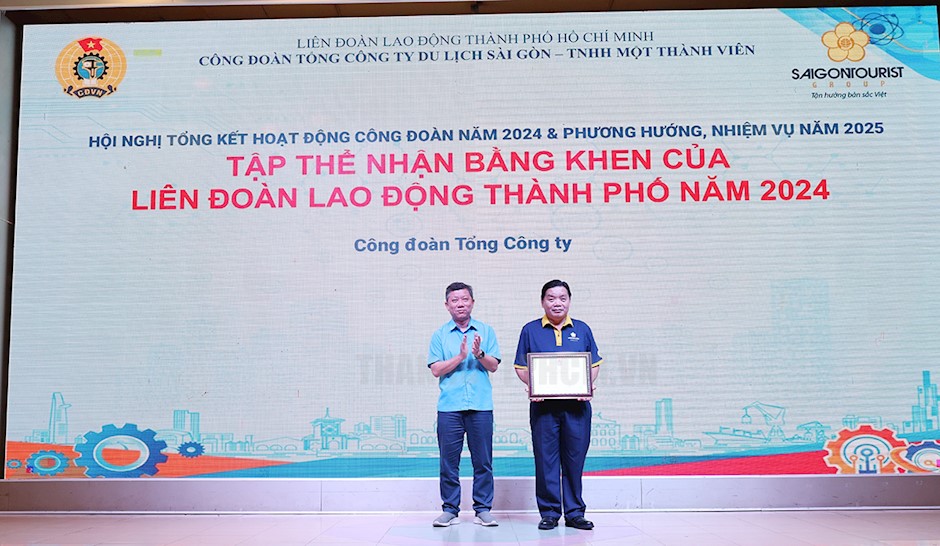 LIÊN ĐOÀN LAO ĐỘNG THÀNH PHỐ HỒ CHÍ MINH
CÔNG ĐOÀN TỔNG CÔNG TY DU LỊCH SÀI GÒN – TNHH MỘT THÀNH VIÊN
CĐVN
SAIGONTOURIST
GROUP
Tận hưởng bản sắc Việt
HỘI NGHỊ TỔNG KẾT HOẠT ĐỘNG CÔNG ĐOÀN NĂM 2024 & PHƯƠNG HƯỚNG, NHIỆM VỤ NĂM 2025
TẬP THỂ NHẬN BẰNG KHEN CỦA
LIÊN ĐOÀN LAO ĐỘNG THÀNH PHỐ NĂM 2024
Công đoàn Tổng Công ty